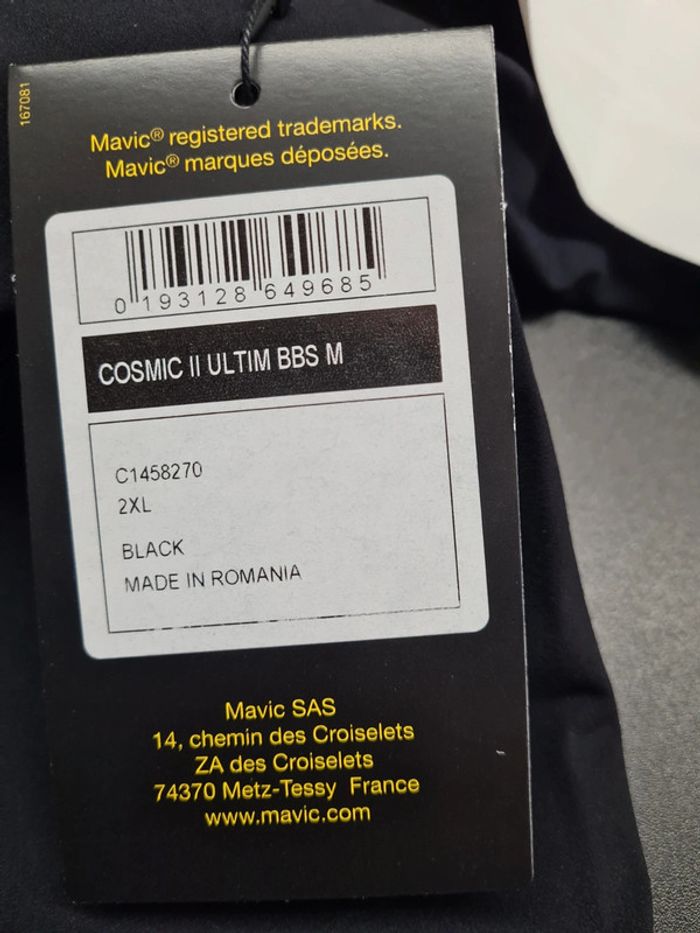 167081
Mavic® registered trademarks.
Mavic® marques déposées.
0 193128 649685
COSMIC II ULTIM BBS M
C1458270
2XL
BLACK
MADE IN ROMANIA
Mavic SAS
14, chemin des Croiselets
ZA des Croiselets
74370 Metz-Tessy France
www.mavic.com